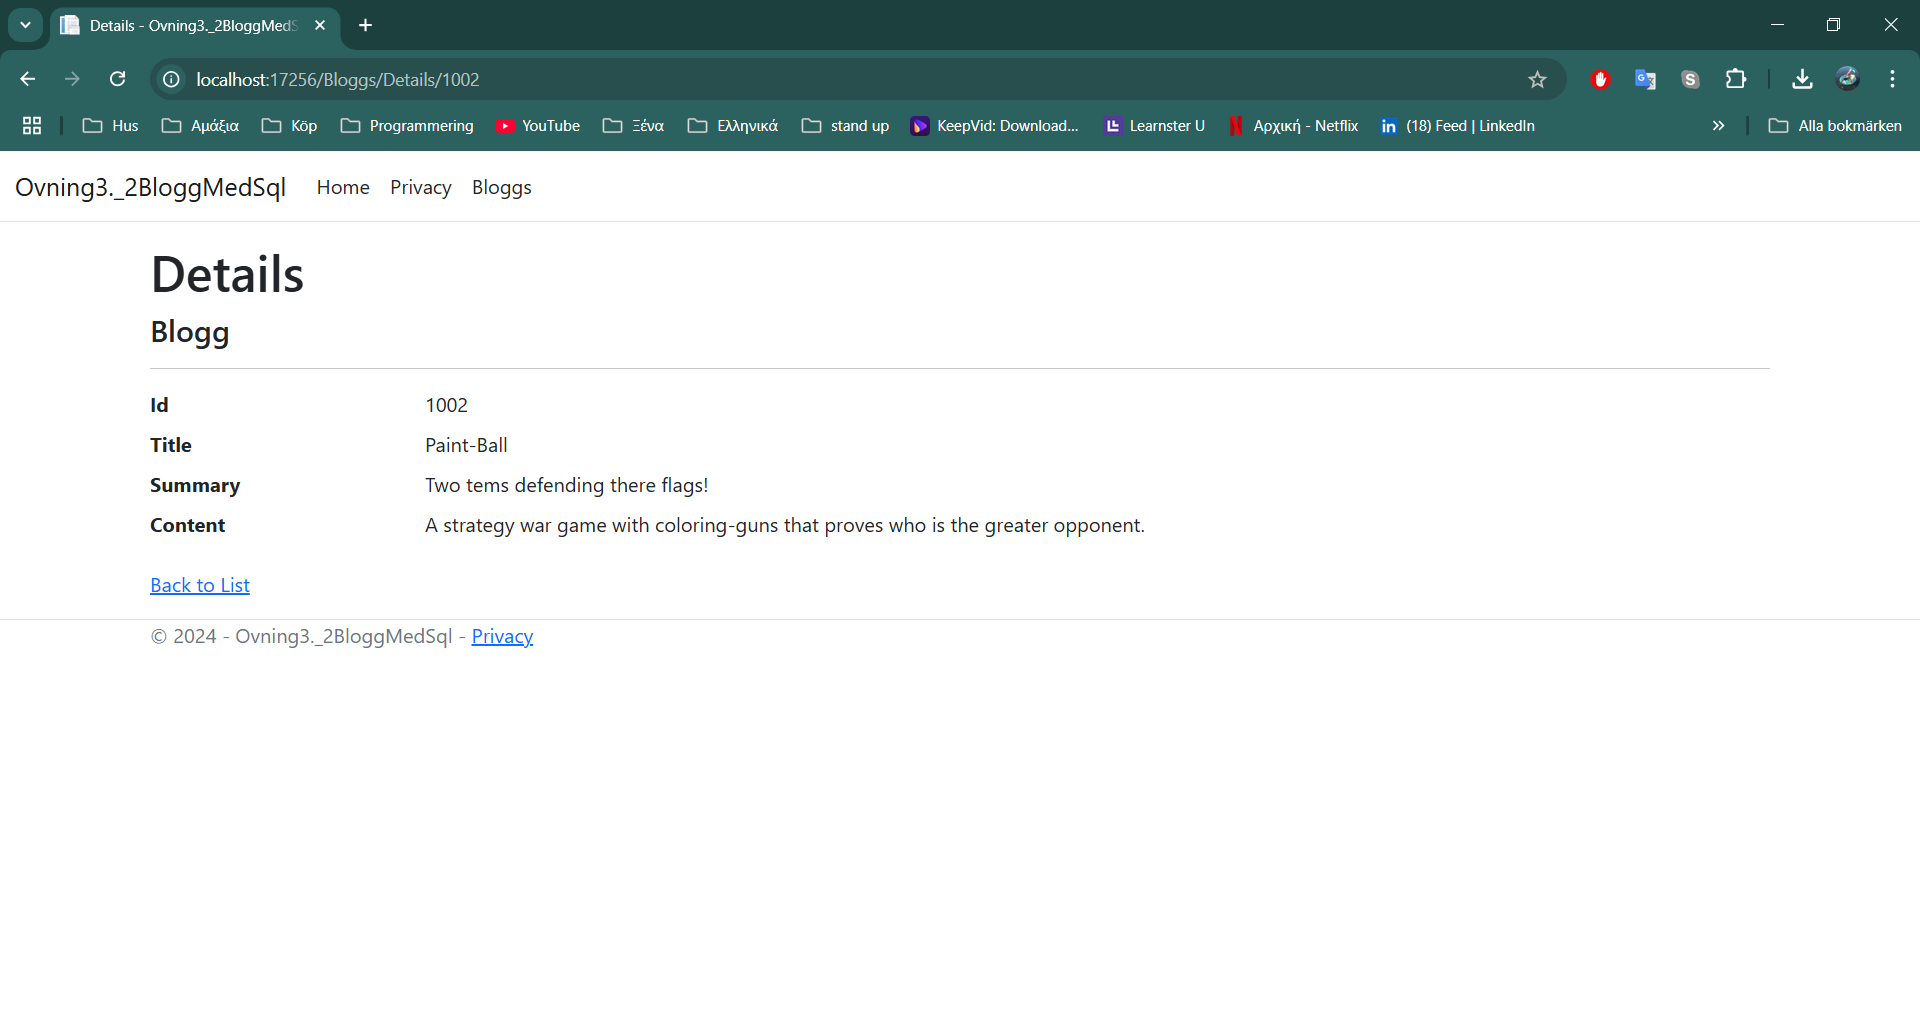 Details - Ovning3._2BloggMedS
localhost:17256/Bloggs/Details/1002
Hus Αμάξια Köp Programmering YouTube Ξένα Ελληνικά stand up KeepVid: Download... Learnster U Αρχική - Netflix (18) Feed | LinkedIn Alla bokmärken
Ovning3._2BloggMedSql Home Privacy Bloggs
Details
Blogg
Id 1002
Title Paint-Ball
Summary Two tems defending there flags!
Content A strategy war game with coloring-guns that proves who is the greater opponent.
Back to List
© 2024 - Ovning3._2BloggMedSql - Privacy